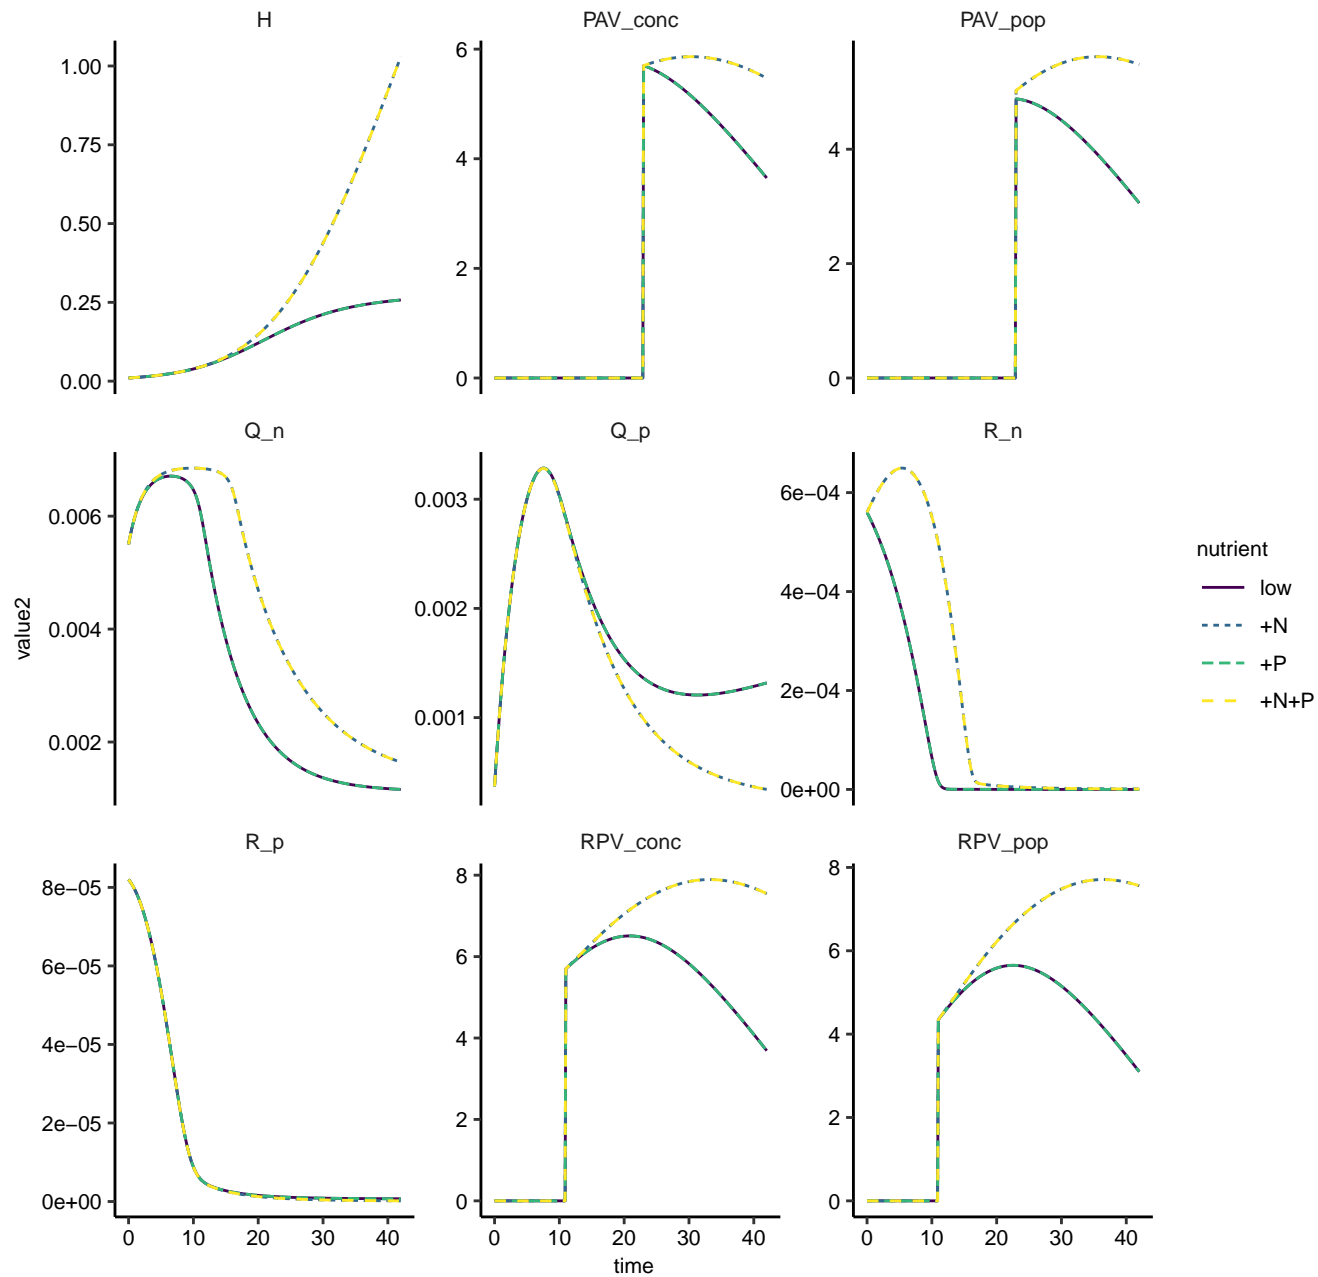 H
PAV_conc
PAV_pop
1.00
0.75
0.50
0.25
0.00
6
4
2
0
4
2
0
Q_n
Q_p
R_n
0.006
0.004
0.002
0.003
0.002
0.001
6e−04
4e−04
2e−04
0e+00
value2
nutrient
low
+N
+P
+N+P
R_p
RPV_conc
RPV_pop
8e−05
6e−05
4e−05
2e−05
0e+00
8
6
4
2
0
8
6
4
2
0
0 10 20 30 40
0 10 20 30 40
0 10 20 30 40
time